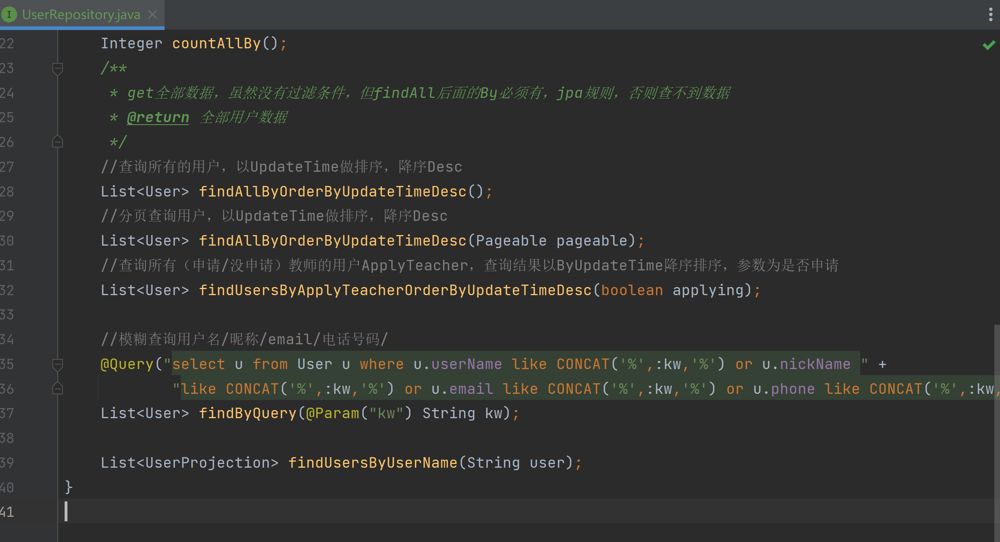 I UserRepository.java
22 Integer countAllBy();
23 /**
24 * get全部数据，虽然没有过滤条件，但findAll后面的By必须有，jpa规则，否则查不到数据
25 * @return 全部用户数据
26 */
27 //查询所有的用户，以UpdateTime做排序，降序Desc
28 List<User> findAllByOrderByUpdateTimeDesc();
29 //分页查询用户，以UpdateTime做排序，降序Desc
30 List<User> findAllByOrderByUpdateTimeDesc(Pageable pageable);
31 //查询所有（申请/没申请）教师的用户ApplyTeacher，查询结果以ByUpdateTime降序排序，参数为是否申请
32 List<User> findUsersByApplyTeacherOrderByUpdateTimeDesc(boolean applying);
33
34 //模糊查询用户名/昵称/email/电话号码/
35 @Query("select u from User u where u.userName like CONCAT('%',:kw,'%') or u.nickName " +
36 "like CONCAT('%',:kw,'%') or u.email like CONCAT('%',:kw,'%') or u.phone like CONCAT('%',:kw,
37 List<User> findByQuery(@Param("kw") String kw);
38
39 List<UserProjection> findUsersByUserName(String user);
40 }
41